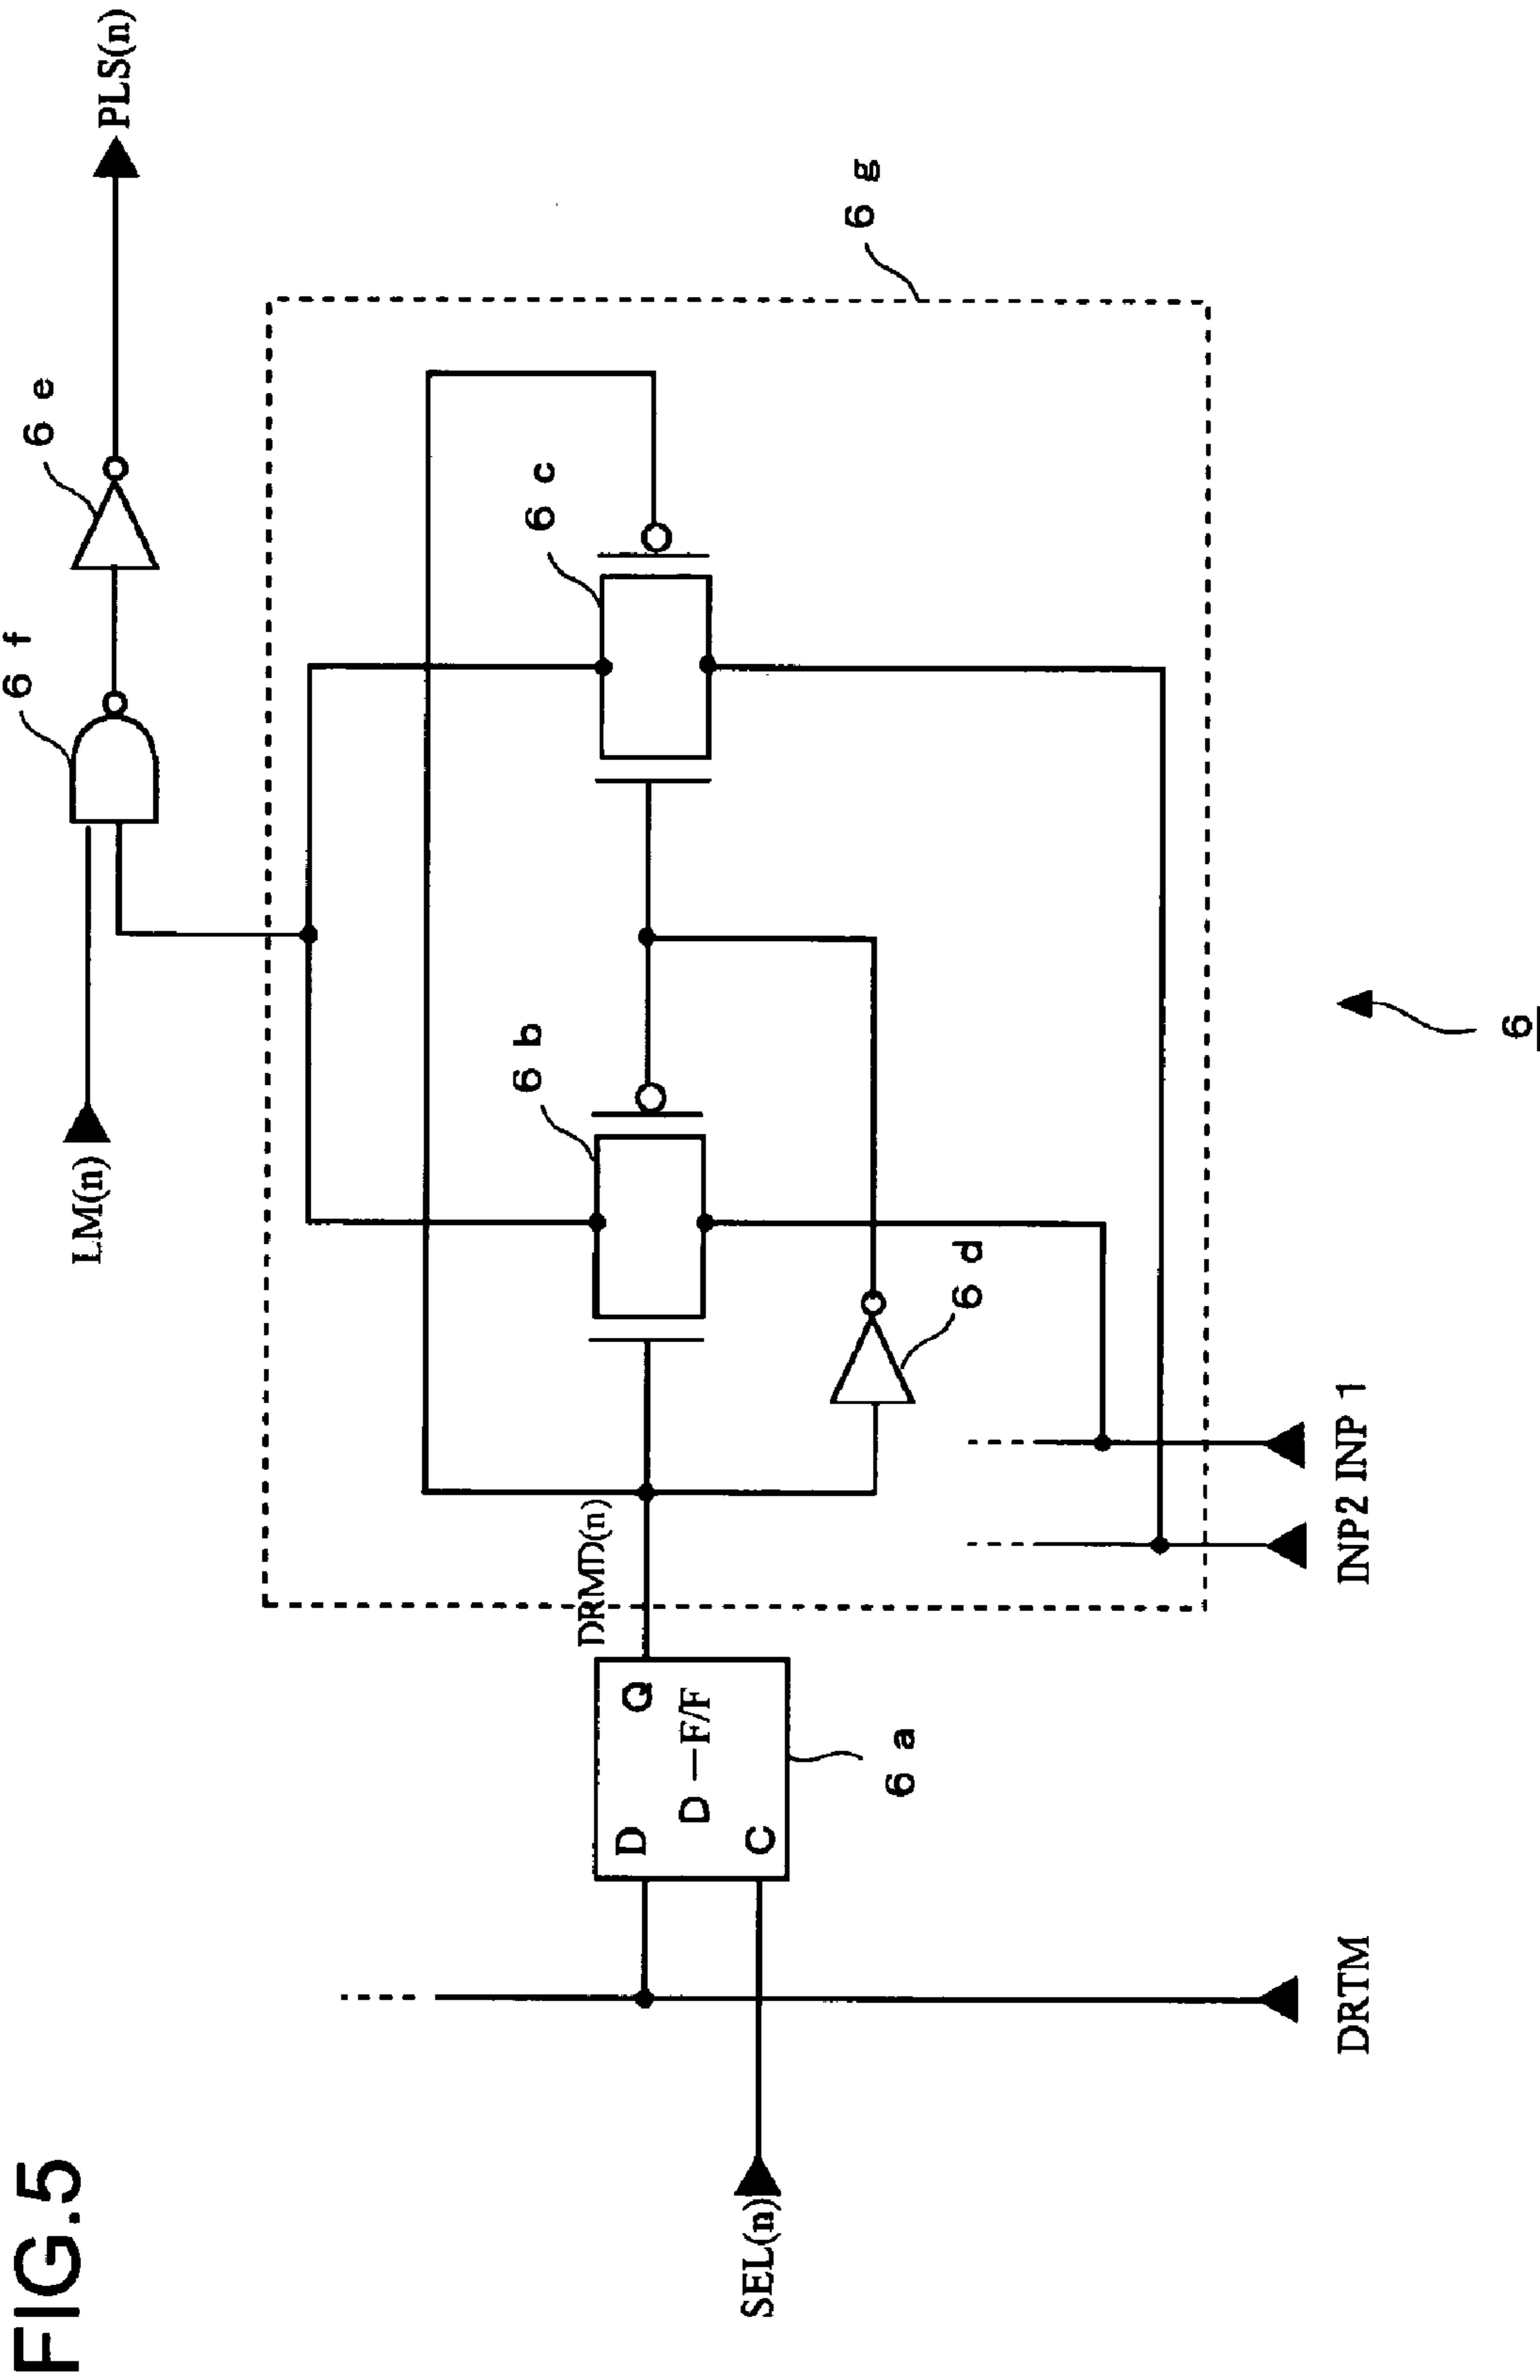 FIG.5
LM(n)
6 f
6 e
PLS(n)
6 b
6 c
6 g
DRMD(n)
D
Q
D—F/F
C
6 a
6 d
SEL(n)
DRTM
INP2
INP 1
6